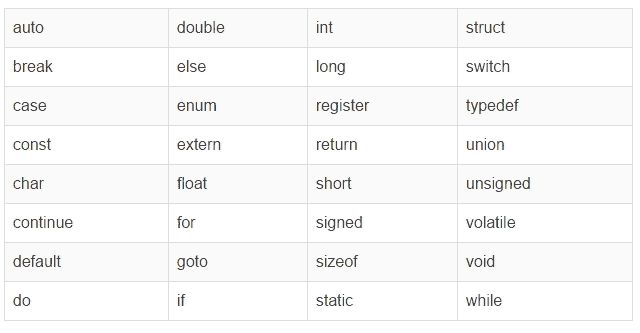 auto double int struct
break else long switch
case enum register typedef
const extern return union
char float short unsigned
continue for signed volatile
default goto sizeof void
do if static while